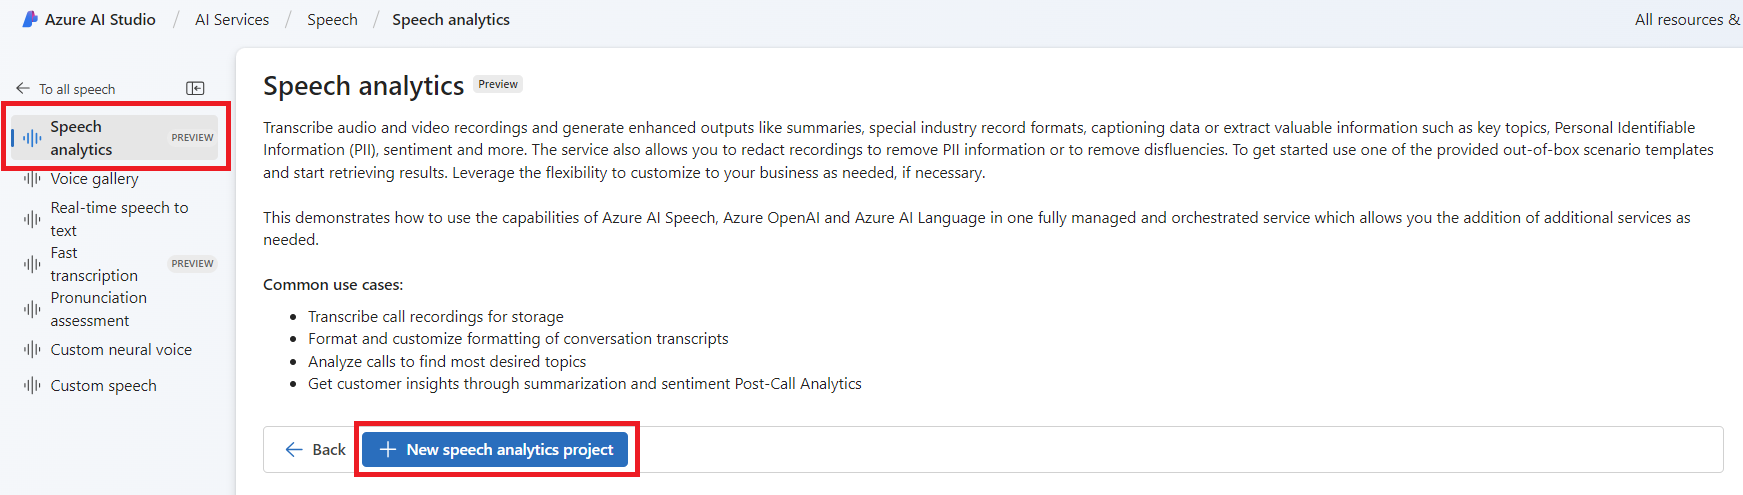 Azure AI Studio / AI Services / Speech / Speech analytics
All resources &
To all speech
Speech analytics PREVIEW
Voice gallery
Real-time speech to
text
Fast
transcription PREVIEW
Pronunciation
assessment
Custom neural voice
Custom speech
Speech analytics Preview
Transcribe audio and video recordings and generate enhanced outputs like summaries, special industry record formats, captioning data or extract valuable information such as key topics, Personal Identifiable
Information (PII), sentiment and more. The service also allows you to redact recordings to remove PII information or to remove disfluencies. To get started use one of the provided out-of-box scenario templates
and start retrieving results. Leverage the flexibility to customize to your business as needed, if necessary.
This demonstrates how to use the capabilities of Azure AI Speech, Azure OpenAI and Azure AI Language in one fully managed and orchestrated service which allows you the addition of additional services as
needed.
Common use cases:
• Transcribe call recordings for storage
• Format and customize formatting of conversation transcripts
• Analyze calls to find most desired topics
• Get customer insights through summarization and sentiment Post-Call Analytics
Back
New speech analytics project